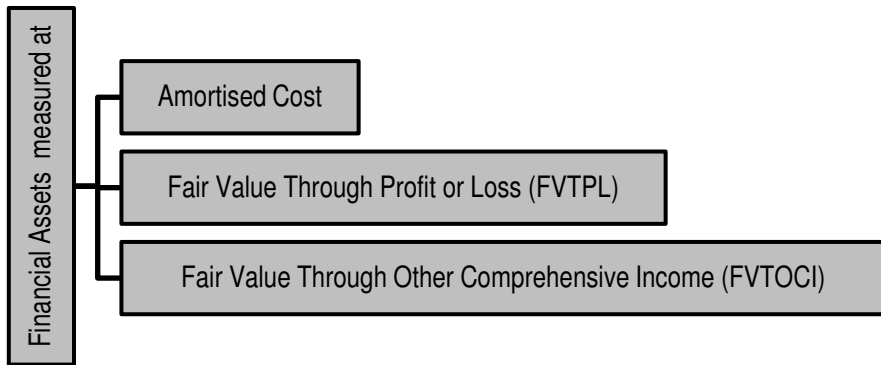 Financial Assets measured at
Amortised Cost
Fair Value Through Profit or Loss (FVTPL)
Fair Value Through Other Comprehensive Income (FVTOCI)